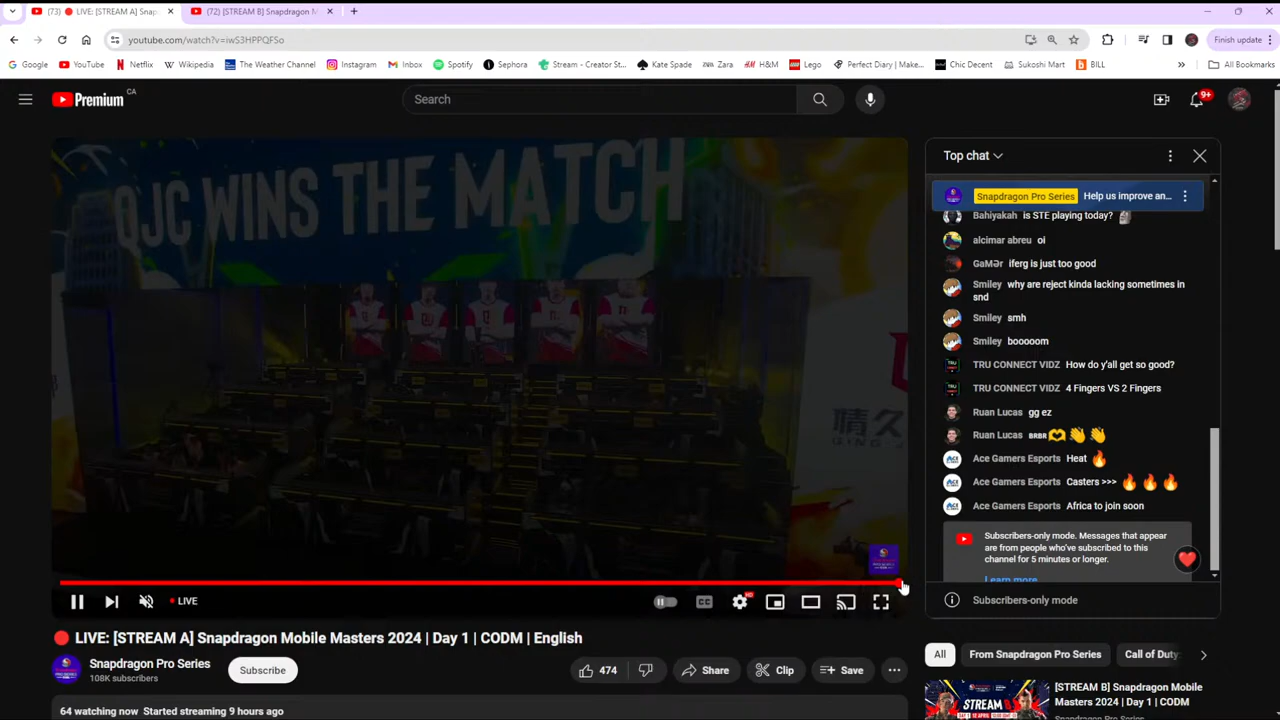 (73) 🔴 LIVE: [STREAM A] Snap
(72) [STREAM B] Snapdragon M
youtube.com/watch?v=iwS3HPPQFSo
Finish update
Google YouTube Netflix Wikipedia The Weather Channel Instagram Inbox Spotify Sephora Stream - Creator St... Kate Spade Zara H&M Lego Perfect Diary | Make... Chic Decent Sukoshi Mart BILL All Bookmarks
Premium CA
Search
9+
QJC WINS THE MATCH
Top chat
Snapdragon Pro Series Help us improve an...
Bahiyakah is STE playing today?
alcimar abreu oi
GaMƏr iferg is just too good
Smiley why are reject kinda lacking sometimes in
snd
Smiley smh
Smiley booooom
TRU CONNECT VIDZ How do y'all get so good?
TRU CONNECT VIDZ 4 Fingers VS 2 Fingers
Ruan Lucas gg ez
Ruan Lucas BRBR🫶👏👏
Ace Gamers Esports Heat 🔥
Ace Gamers Esports Casters >>> 🔥🔥🔥
Ace Gamers Esports Africa to join soon
Subscribers-only mode. Messages that appear
are from people who've subscribed to this
channel for 5 minutes or longer.
Learn more
Subscribers-only mode
LIVE
CC
HD
🔴 LIVE: [STREAM A] Snapdragon Mobile Masters 2024 | Day 1 | CODM | English
Snapdragon Pro Series
108K subscribers
Subscribe
474
Share
Clip
Save
64 watching now Started streaming 9 hours ago
All
From Snapdragon Pro Series
Call of Duty:
STREAM B
[STREAM B] Snapdragon Mobile
Masters 2024 | Day 1 | CODM
Snapdragon Pro Series